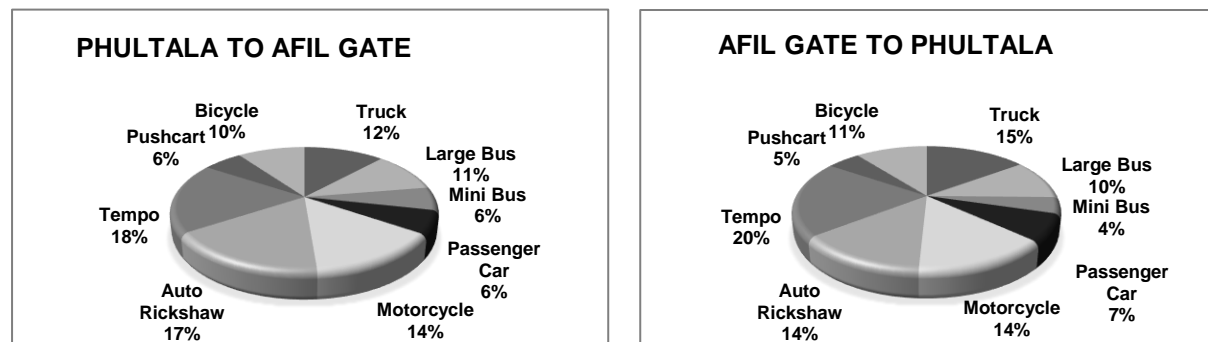 PHULTALA TO AFIL GATE
Bicycle
10%
Truck
12%
Pushcart
6%
Large Bus
11%
Mini Bus
6%
Tempo
18%
Passenger
Car
6%
Auto
Rickshaw
17%
Motorcycle
14%
AFIL GATE TO PHULTALA
Bicycle
11%
Truck
15%
Pushcart
5%
Large Bus
10%
Mini Bus
4%
Tempo
20%
Passenger
Car
7%
Auto
Rickshaw
14%
Motorcycle
14%